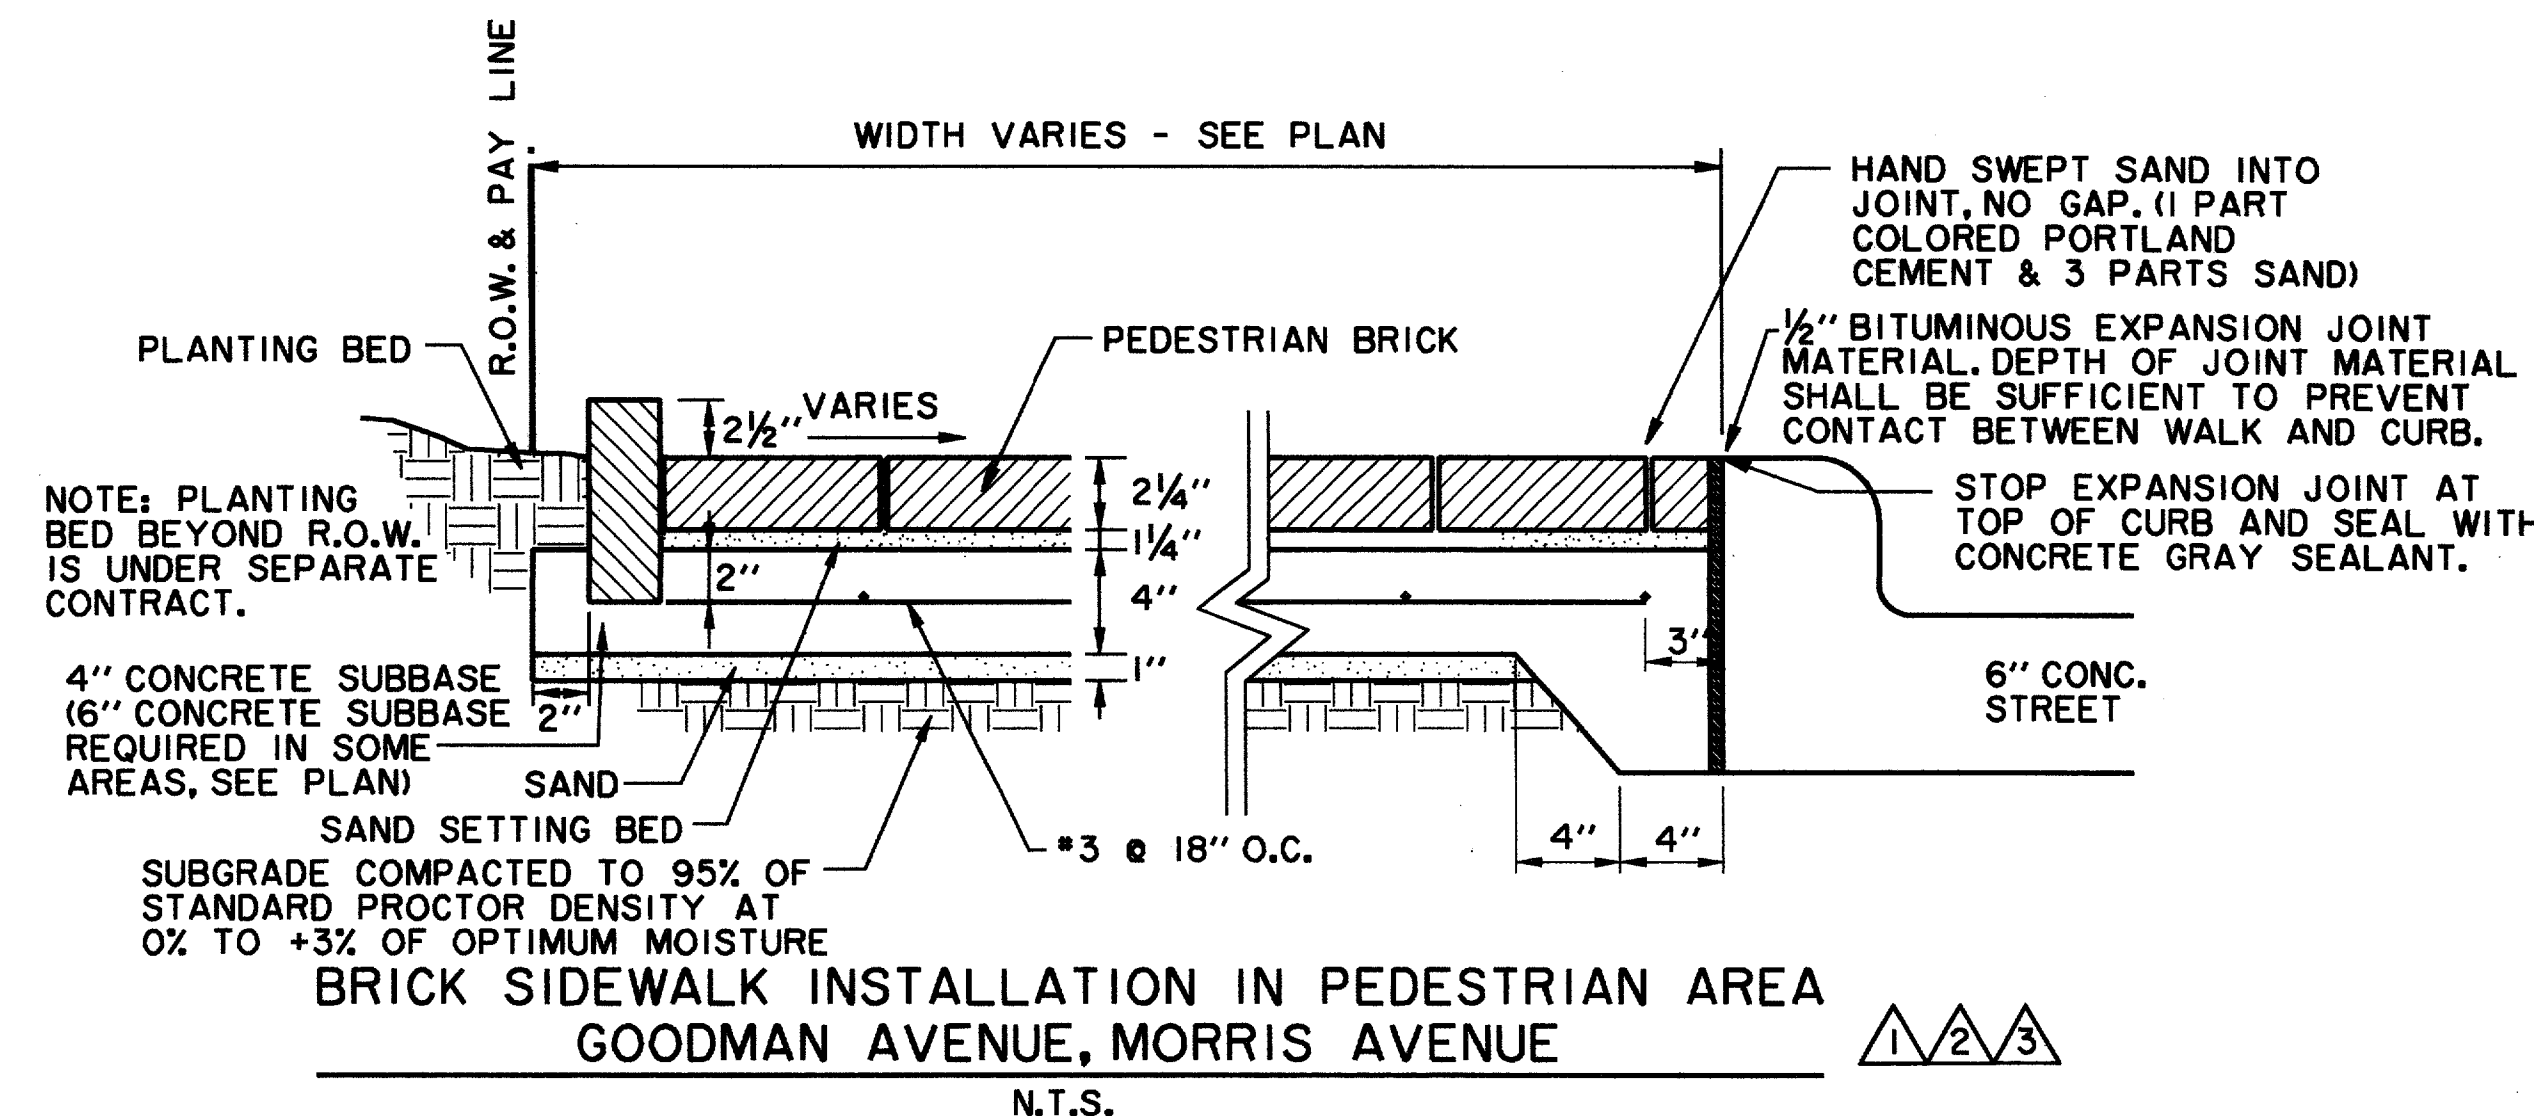 R.O.W. & PAY LINE
WIDTH VARIES - SEE PLAN
HAND SWEPT SAND INTO
JOINT, NO GAP. (1 PART
COLORED PORTLAND
CEMENT & 3 PARTS SAND)
PLANTING BED
PEDESTRIAN BRICK
½" BITUMINOUS EXPANSION JOINT
MATERIAL. DEPTH OF JOINT MATERIAL
SHALL BE SUFFICIENT TO PREVENT
CONTACT BETWEEN WALK AND CURB.
2½"
VARIES
NOTE: PLANTING
BED BEYOND R.O.W.
IS UNDER SEPARATE
CONTRACT.
2¼"
1¼"
2"
4"
1"
STOP EXPANSION JOINT AT
TOP OF CURB AND SEAL WITH
CONCRETE GRAY SEALANT.
3"
6" CONC.
STREET
4" CONCRETE SUBBASE
(6" CONCRETE SUBBASE
REQUIRED IN SOME
AREAS, SEE PLAN)
2"
SAND
SAND SETTING BED
#3 @ 18" O.C.
4"
4"
SUBGRADE COMPACTED TO 95% OF
STANDARD PROCTOR DENSITY AT
0% TO +3% OF OPTIMUM MOISTURE
BRICK SIDEWALK INSTALLATION IN PEDESTRIAN AREA
GOODMAN AVENUE, MORRIS AVENUE
1 2 3
N.T.S.